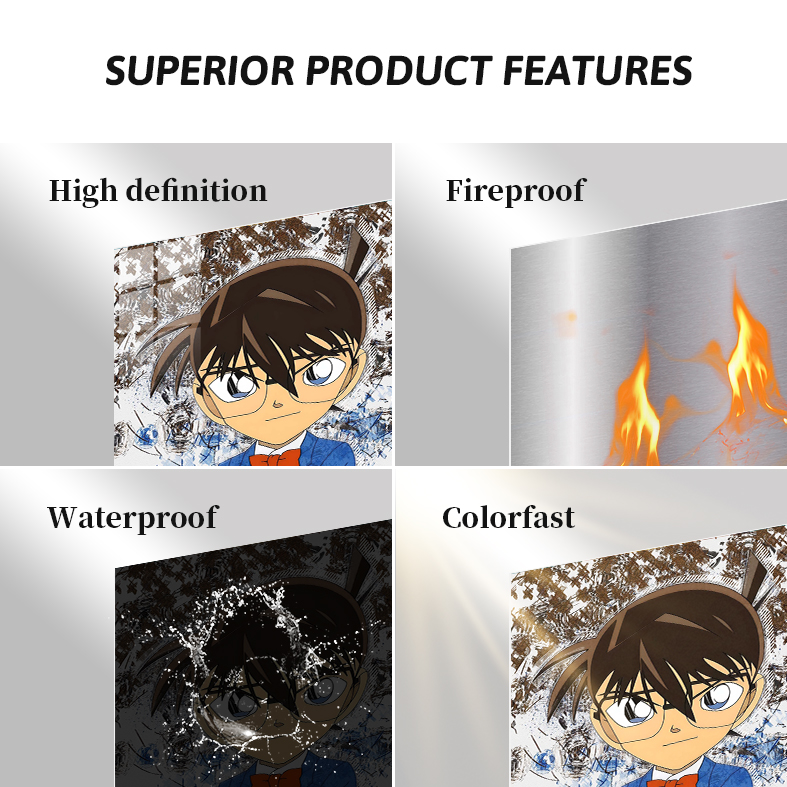 SUPERIOR PRODUCT FEATURES
High definition
Fireproof
Waterproof
Colorfast